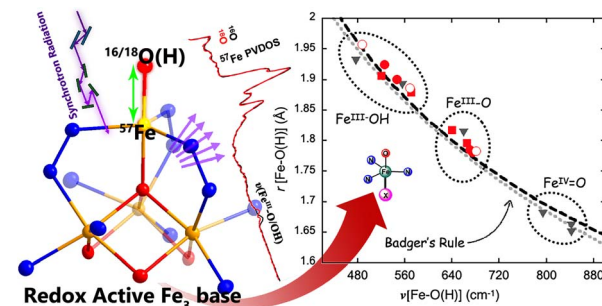 Synchrotron Radiation
16/18O(H)
57Fe
18O
16O
57Fe PVDOS
Redox Active Fe3 base
r [Fe-O(H)] (Å)
2
1.95
1.9
1.85
1.8
1.75
1.7
1.65
1.6
FeIII-OH
FeIII-O
FeIV=O
O
N
Fe
N
N
X
Badger's Rule
480
560
640
720
800
880
ν[Fe-O(H)] (cm-1)